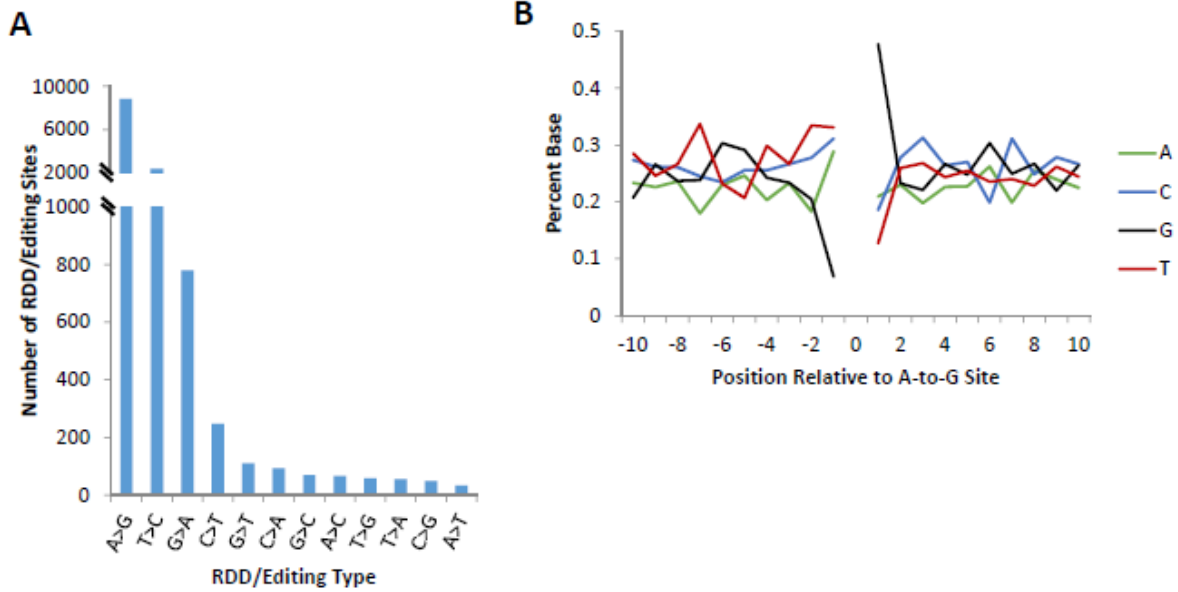 A
10000
6000
2000
1000
800
600
400
200
0
Number of RDD/Editing Sites
A>G T>C G>A C>T G>T C>A G>C A>C T>G T>A C>G A>T
RDD/Editing Type
B
0.5
0.4
0.3
0.2
0.1
0
Percent Base
-10 -8 -6 -4 -2 0 2 4 6 8 10
Position Relative to A-to-G Site
A
C
G
T